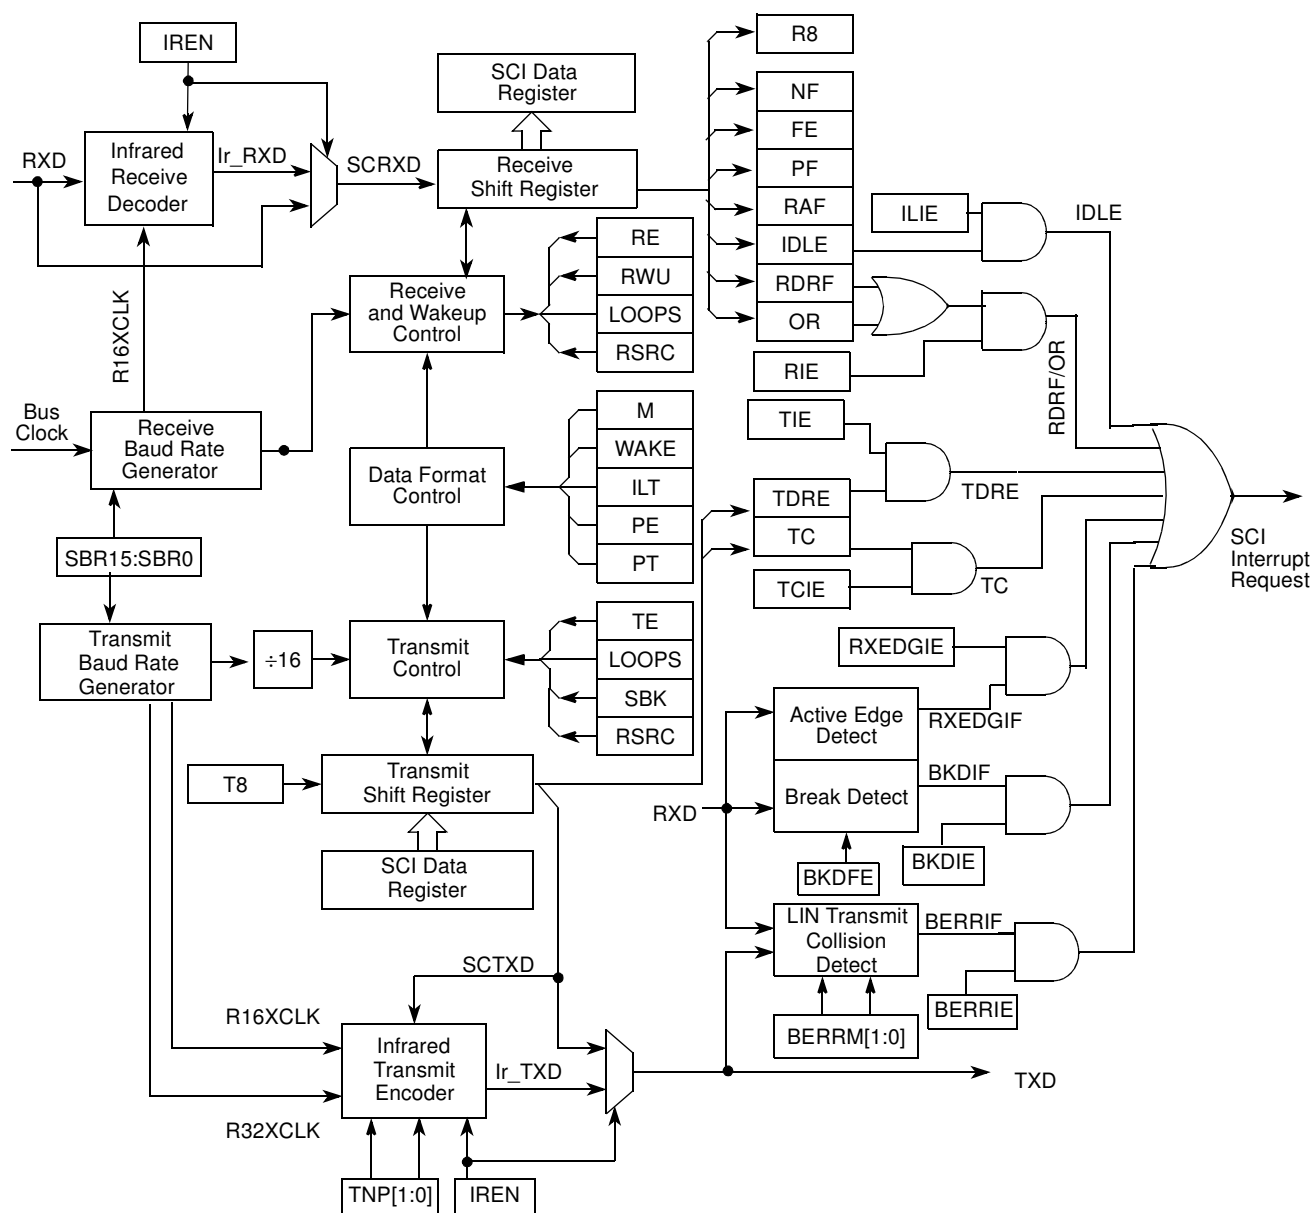 IREN
SCI Data
Register
R8
NF
FE
PF
RAF
IDLE
RDRF
OR
RXD
Infrared
Receive
Decoder
Ir_RXD
SCRXD
Receive
Shift Register
ILIE
IDLE
RE
RWU
LOOPS
RSRC
Receive
and Wakeup
Control
R16XCLK
RIE
RDRF/OR
Bus
Clock
Receive
Baud Rate
Generator
M
WAKE
ILT
PE
PT
Data Format
Control
TIE
TDRE
TC
TDRE
TCIE
TC
SCI
Interrupt
Request
SBR15:SBR0
Transmit
Baud Rate
Generator
÷16
Transmit
Control
TE
LOOPS
SBK
RSRC
RXEDGIE
Active Edge
Detect
RXEDGIF
T8
Transmit
Shift Register
RXD
Break Detect
BKDIF
BKDIE
BKDFE
SCI Data
Register
LIN Transmit
Collision
Detect
BERRIF
BERRIE
BERRM[1:0]
SCTXD
R16XCLK
Infrared
Transmit
Encoder
Ir_TXD
TXD
R32XCLK
TNP[1:0]
IREN